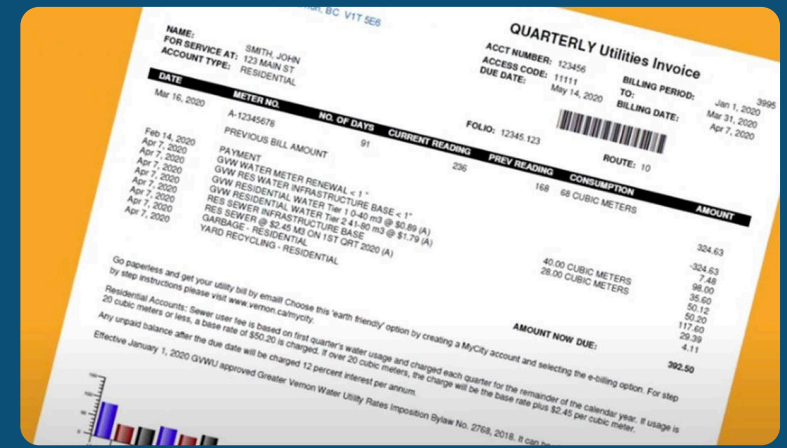 BC V1T 5E6
QUARTERLY Utilities Invoice
3995
NAME: SMITH, JOHN
FOR SERVICE AT: 123 MAIN ST
ACCOUNT TYPE: RESIDENTIAL
ACCT NUMBER: 123456
ACCESS CODE: 11111
DUE DATE: May 14, 2020
BILLING PERIOD: Jan 1, 2020
TO: Mar 31, 2020
BILLING DATE: Apr 7, 2020
FOLIO: 12345.123
ROUTE: 10
DATE METER NO. NO. OF DAYS CURRENT READING PREV READING CONSUMPTION AMOUNT
Mar 16, 2020 A-12345678 91 236 168 68 CUBIC METERS
PREVIOUS BILL AMOUNT 324.63
Feb 14, 2020 PAYMENT -324.63
Apr 7, 2020 GVW WATER METER RENEWAL < 1" 7.48
Apr 7, 2020 GVW RES WATER INFRASTRUCTURE BASE < 1" 98.00
Apr 7, 2020 GVW RESIDENTIAL WATER Tier 1 0-40 m3 @ $0.89 (A) 40.00 CUBIC METERS 35.60
Apr 7, 2020 GVW RESIDENTIAL WATER Tier 2 41-80 m3 @ $1.79 (A) 28.00 CUBIC METERS 50.12
Apr 7, 2020 RES SEWER INFRASTRUCTURE BASE 50.20
Apr 7, 2020 RES SEWER @ $2.45 M3 ON 1ST QRT 2020 (A) 117.60
Apr 7, 2020 GARBAGE - RESIDENTIAL 29.39
Apr 7, 2020 YARD RECYCLING - RESIDENTIAL 4.11
AMOUNT NOW DUE: 392.50
Go paperless and get your utility bill by email! Choose this 'earth friendly' option by creating a MyCity account and selecting the e-billing option. For step
by step instructions please visit www.vernon.ca/mycity.
Residential Accounts: Sewer user fee is based on first quarter's water usage and charged each quarter for the remainder of the calendar year. If usage is
20 cubic meters or less, a base rate of $50.20 is charged. If over 20 cubic meters, the charge will be the base rate plus $2.45 per cubic meter.
Any unpaid balance after the due date will be charged 12 percent interest per annum.
Effective January 1, 2020 GVWU approved Greater Vernon Water Utility Rates Imposition Bylaw No. 2768, 2018. It can be